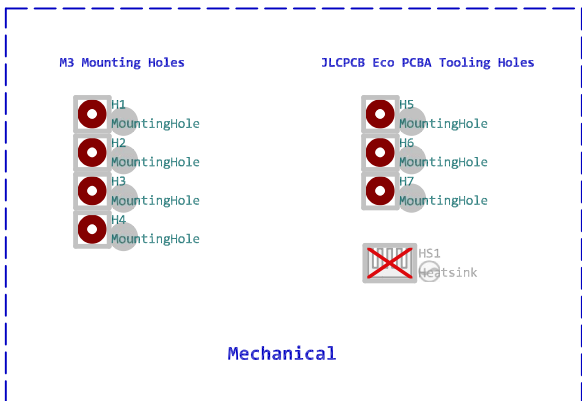 M3 Mounting Holes
H1
MountingHole
H2
MountingHole
H3
MountingHole
H4
MountingHole
JLCPCB Eco PCBA Tooling Holes
H5
MountingHole
H6
MountingHole
H7
MountingHole
HS1
Heatsink
Mechanical